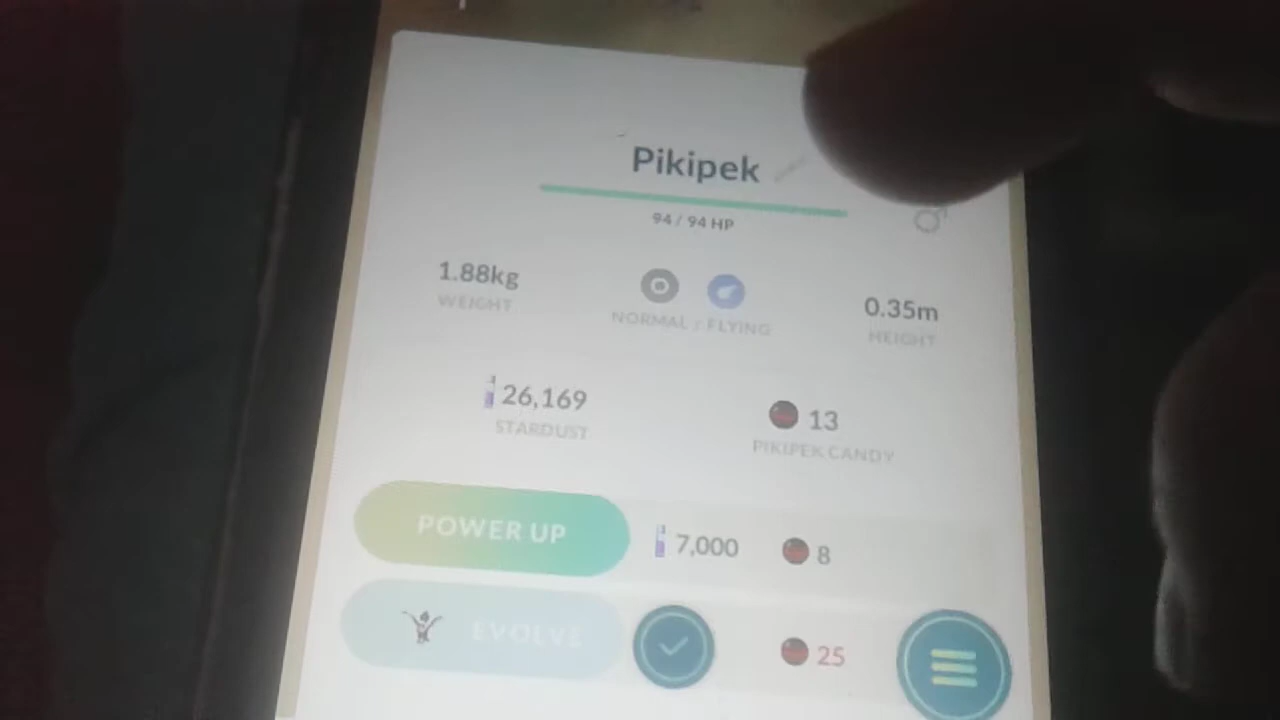 Pikipek
94 / 94 HP
1.88kg
WEIGHT
NORMAL / FLYING
0.35m
HEIGHT
26,169
STARDUST
13
PIKIPEK CANDY
POWER UP
7,000
8
EVOLVE
25